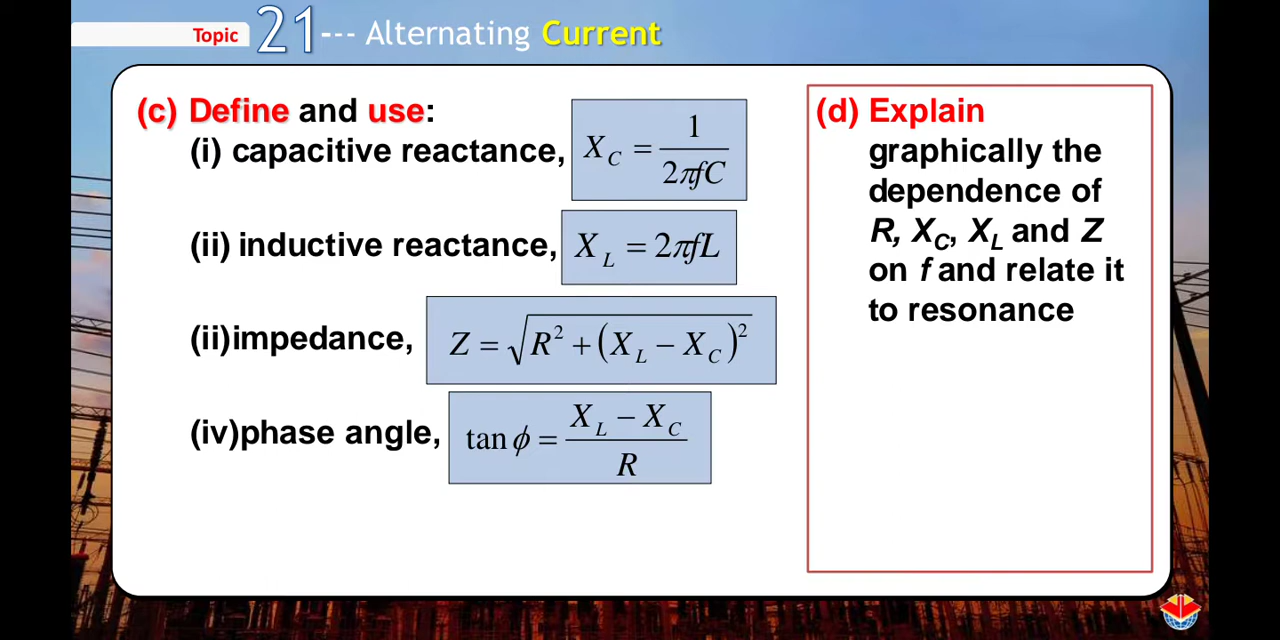 Topic 21--- Alternating Current
(c) Define and use:
(i) capacitive reactance, X_C = 1/(2πfC)
(ii) inductive reactance, X_L = 2πfL
(ii)impedance, Z = √(R² + (X_L − X_C)²)
(iv)phase angle, tan ϕ = (X_L − X_C)/R
(d) Explain
graphically the
dependence of
R, X_C, X_L and Z
on f and relate it
to resonance